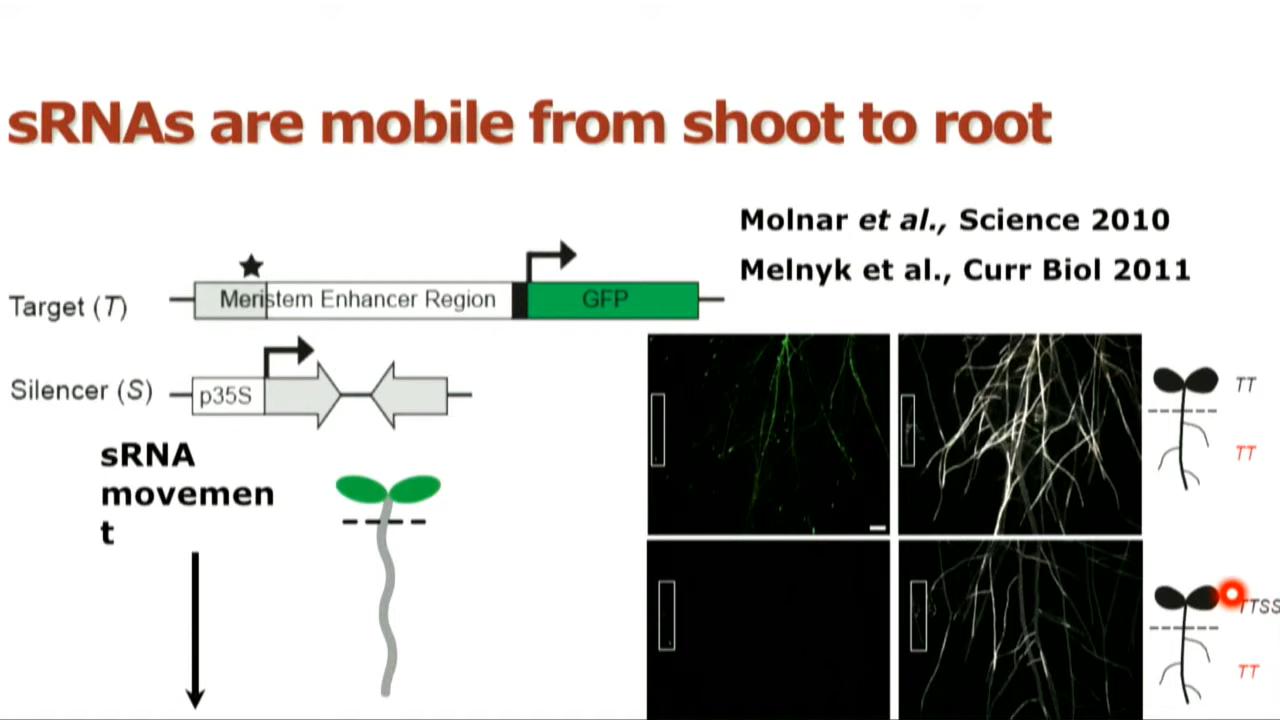 sRNAs are mobile from shoot to root
Molnar et al., Science 2010
Melnyk et al., Curr Biol 2011
Target (T)
Meristem Enhancer Region
GFP
Silencer (S)
p35S
sRNA
movemen
t
TT
TT
TTSS
TT